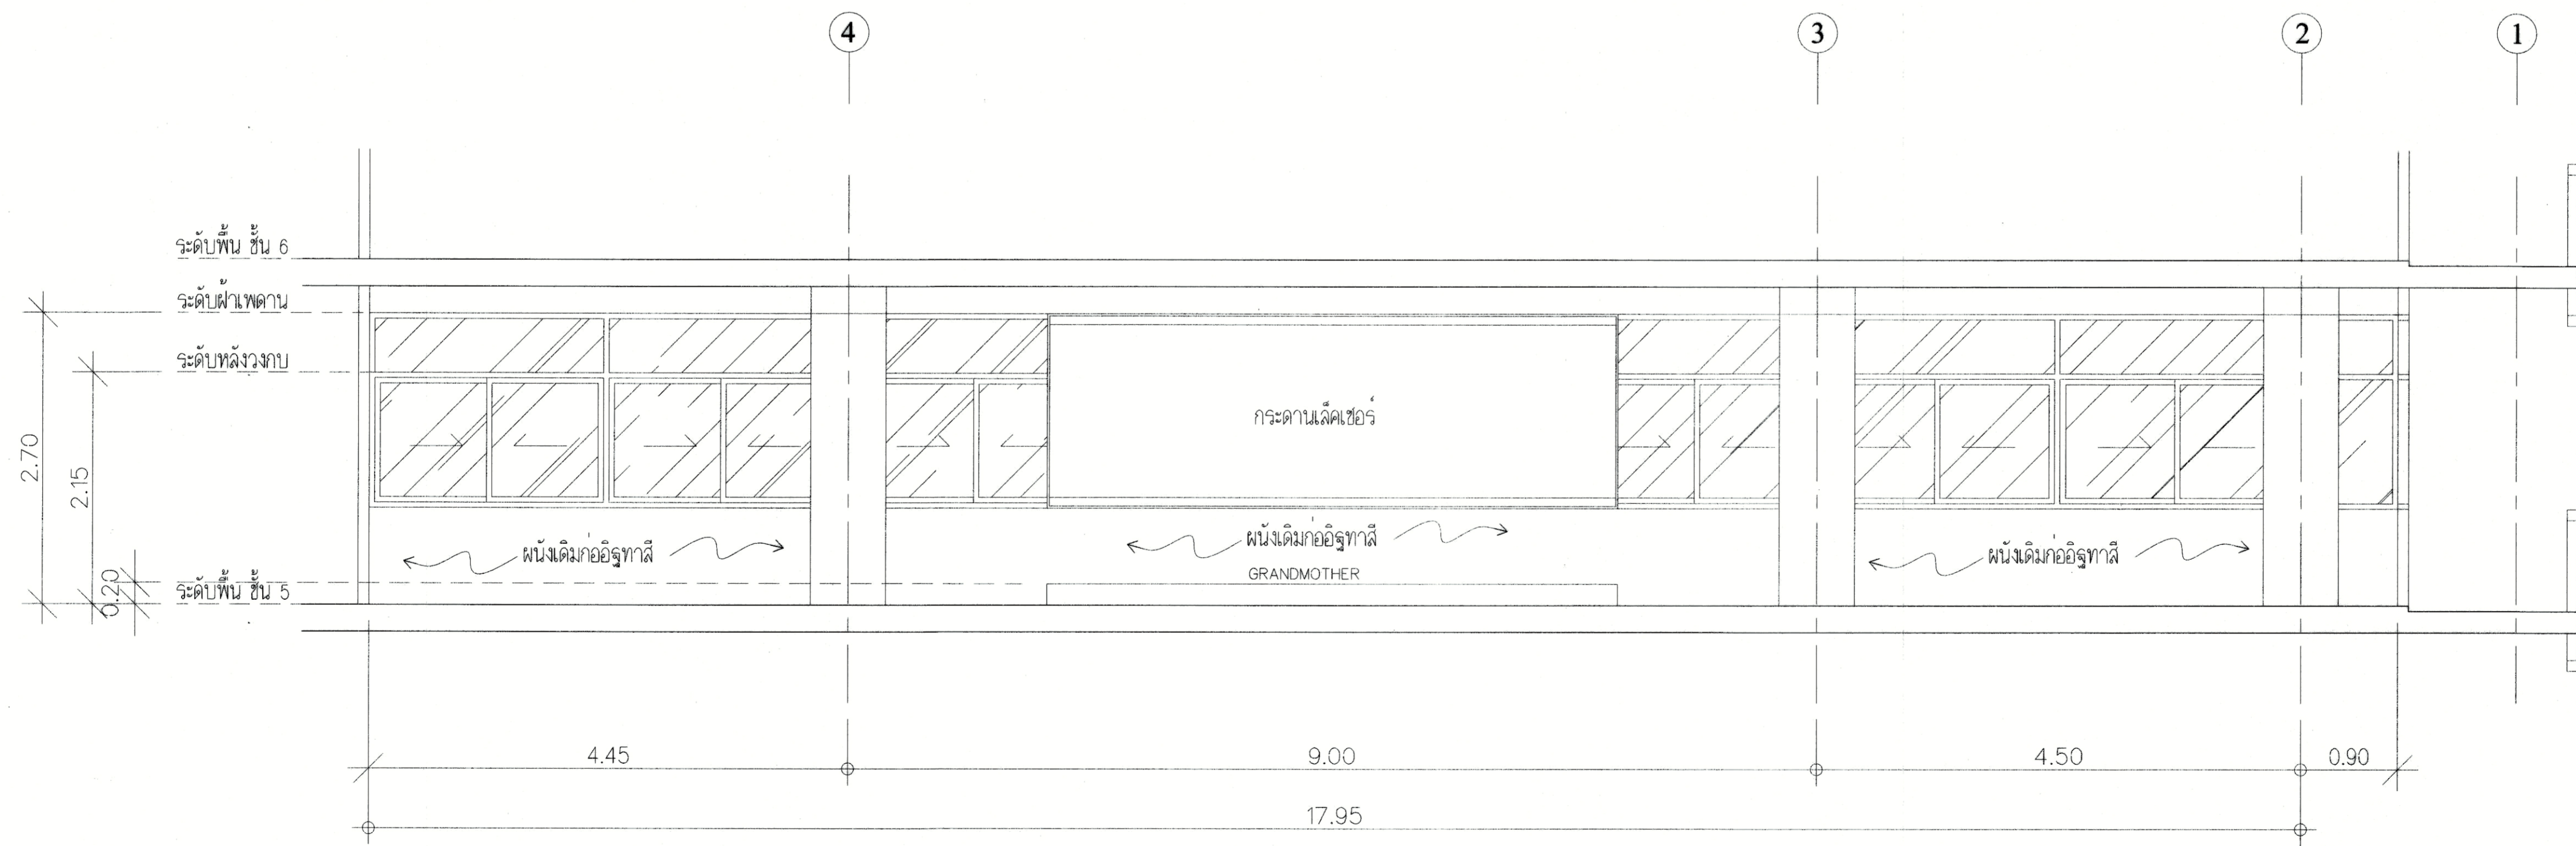 4
3
2
1
ระดับพื้น ชั้น 6
ระดับฝ้าเพดาน
ระดับหลังวงกบ
กระดานเล็คเชอร์
2.70
2.15
0.20
ผนังเดิมก่ออิฐทาสี
ผนังเดิมก่ออิฐทาสี
ผนังเดิมก่ออิฐทาสี
GRANDMOTHER
ระดับพื้น ชั้น 5
4.45
9.00
4.50
0.90
17.95